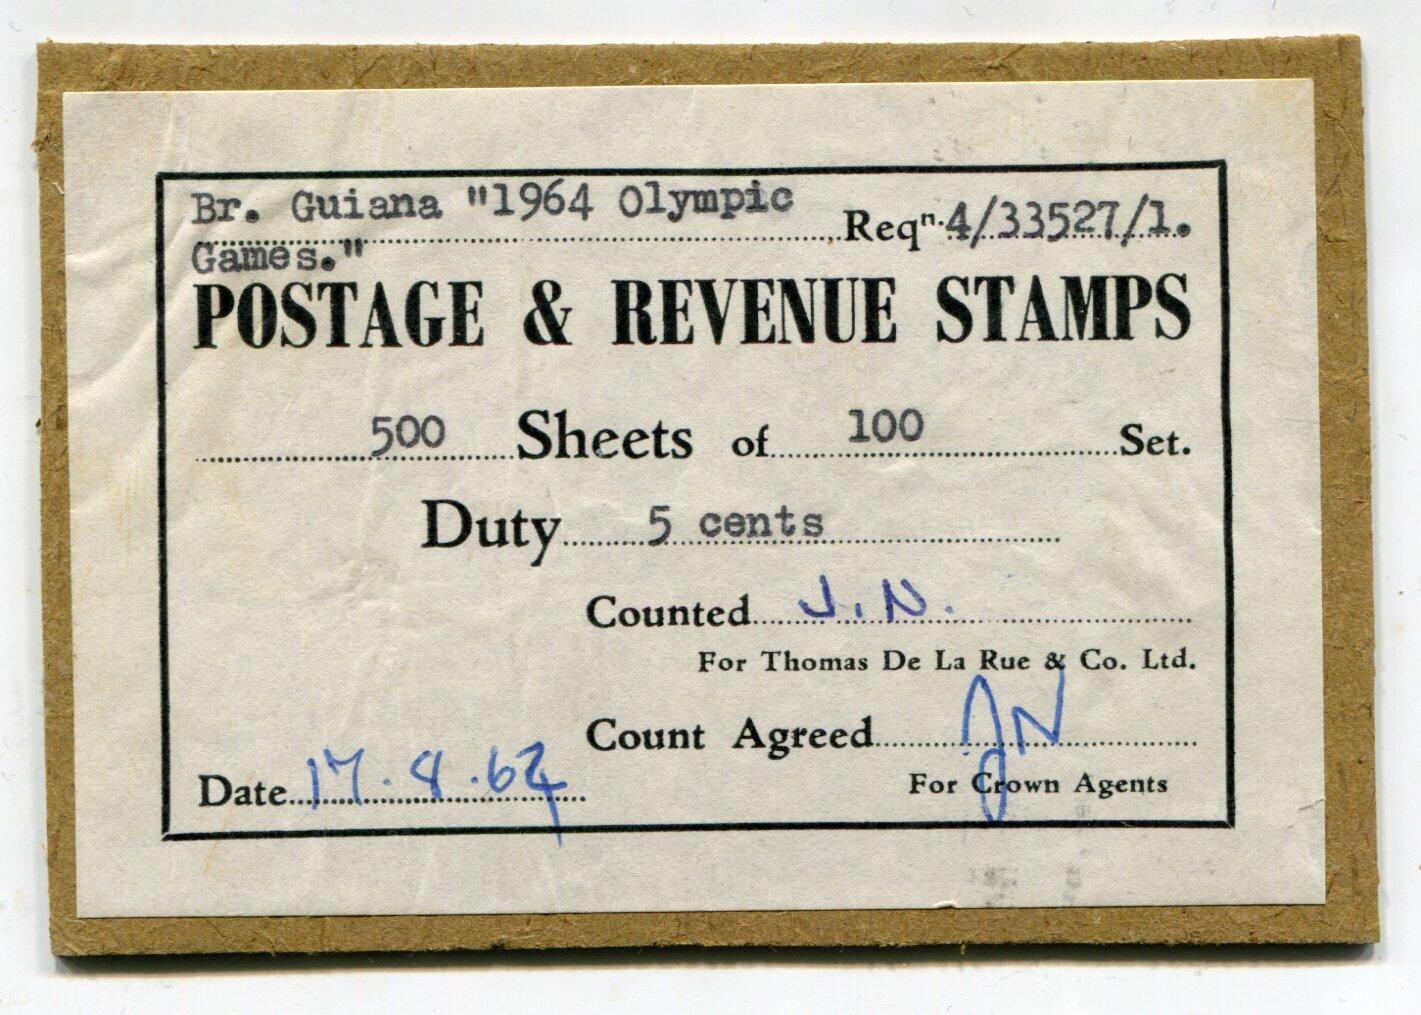 Br. Guiana "1964 Olympic Games." Reqn. 4/33527/1.
POSTAGE & REVENUE STAMPS
500 Sheets of 100 Set.
Duty 5 cents
Counted J.N.
For Thomas De La Rue & Co. Ltd.
Count Agreed JN
For Crown Agents
Date 17.8.64